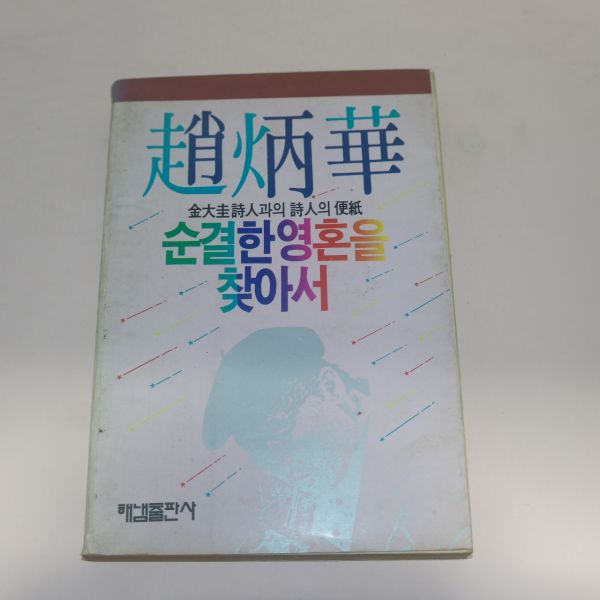 趙炳華
金大圭詩人과의 詩人의 便紙
순결한영혼을
찾아서
해냄출판사